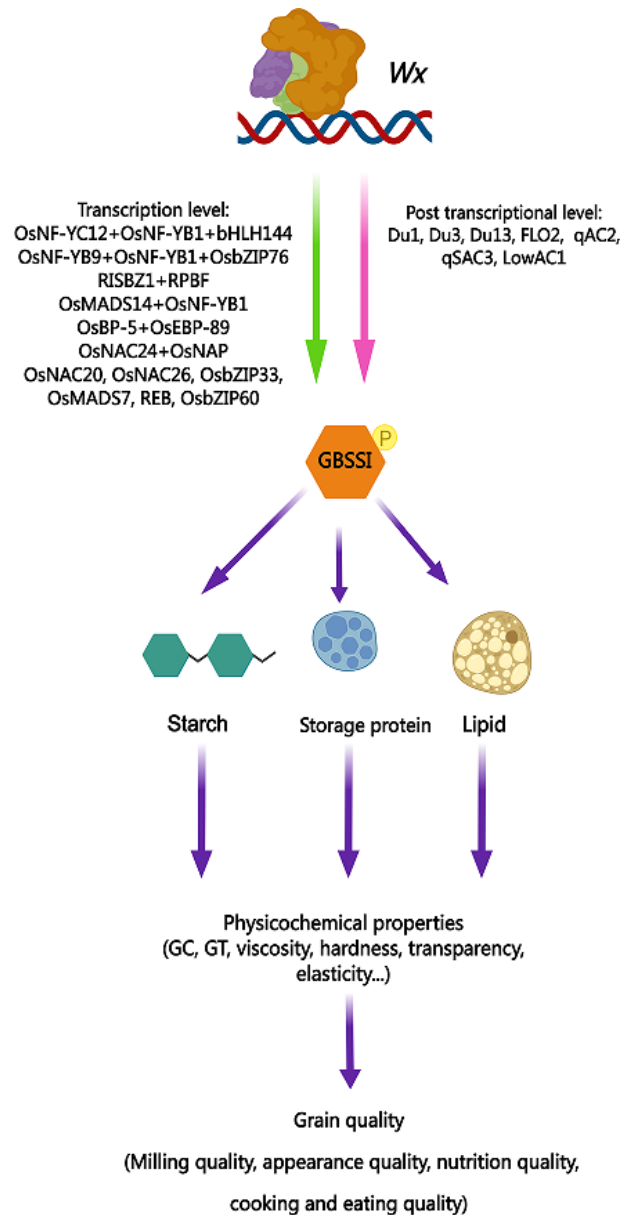 Wx
Transcription level:
OsNF-YC12+OsNF-YB1+bHLH144
OsNF-YB9+OsNF-YB1+OsbZIP76
RISBZ1+RPBF
OsMADS14+OsNF-YB1
OsBP-5+OsEBP-89
OsNAC24+OsNAP
OsNAC20, OsNAC26, OsbZIP33,
OsMADS7, REB, OsbZIP60
Post transcriptional level:
Du1, Du3, Du13, FLO2, qAC2,
qSAC3, LowAC1
P
GBSSI
Starch
Storage protein
Lipid
Physicochemical properties
(GC, GT, viscosity, hardness, transparency,
elasticity...)
Grain quality
(Milling quality, appearance quality, nutrition quality,
cooking and eating quality)